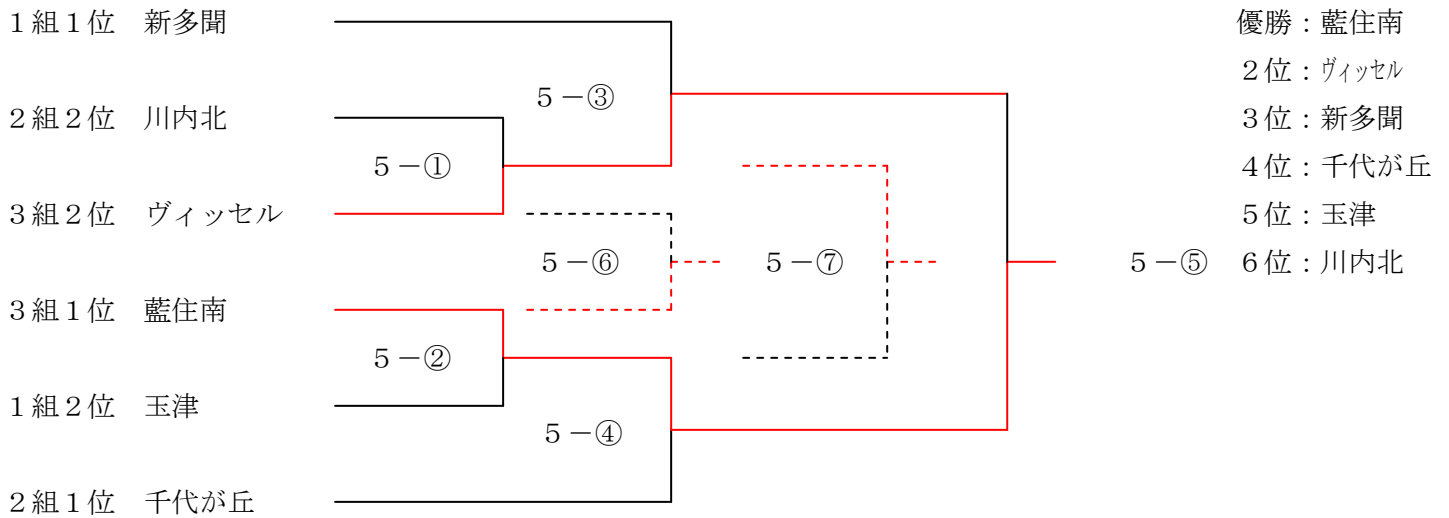 １組１位　新多聞
優勝：藍住南
２位：ヴィッセル
５－③
２組２位　川内北
３位：新多聞
５－①
４位：千代が丘
３組２位　ヴィッセル
５位：玉津
５－⑥
５－⑦
５－⑤
６位：川内北
３組１位　藍住南
５－②
１組２位　玉津
５－④
２組１位　千代が丘